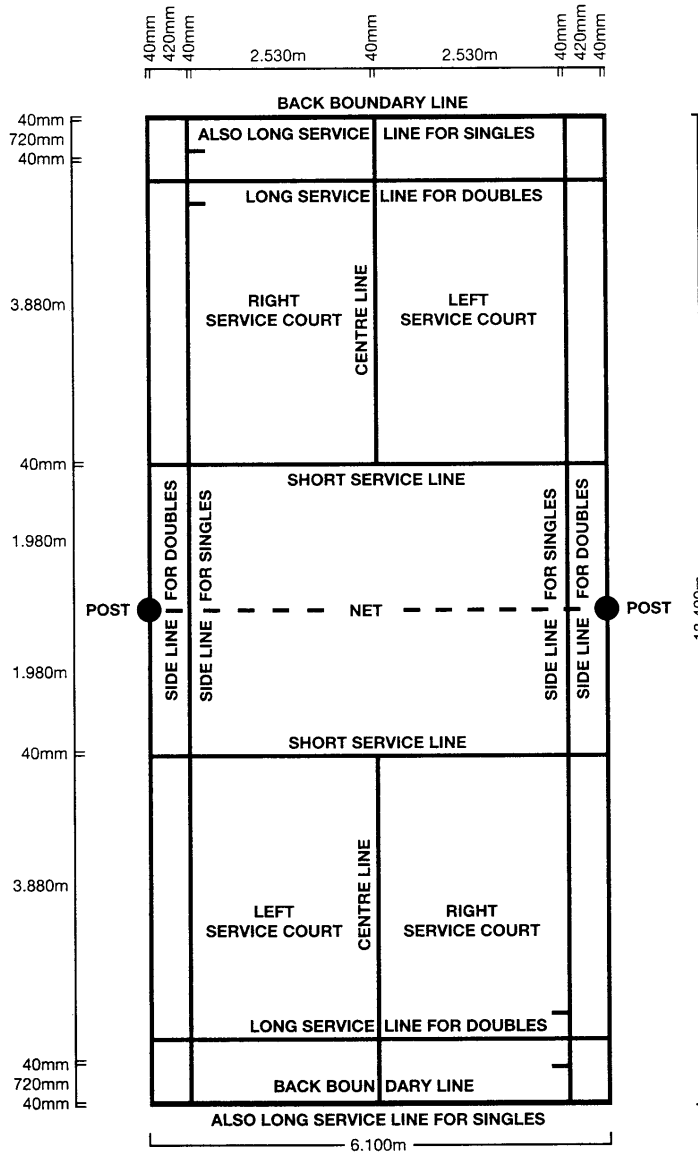 40mm
420mm
40mm
2.530m
40mm
2.530m
40mm
420mm
40mm
BACK BOUNDARY LINE
40mm
720mm
40mm
ALSO LONG SERVICE LINE FOR SINGLES
LONG SERVICE LINE FOR DOUBLES
3.880m
RIGHT
SERVICE COURT
CENTRE LINE
LEFT
SERVICE COURT
40mm
SHORT SERVICE LINE
1.980m
SIDE LINE FOR DOUBLES
SIDE LINE FOR SINGLES
SIDE LINE FOR SINGLES
SIDE LINE FOR DOUBLES
POST
NET
POST
1.980m
40mm
SHORT SERVICE LINE
3.880m
LEFT
SERVICE COURT
CENTRE LINE
RIGHT
SERVICE COURT
LONG SERVICE LINE FOR DOUBLES
40mm
720mm
40mm
BACK BOUNDARY LINE
ALSO LONG SERVICE LINE FOR SINGLES
6.100m